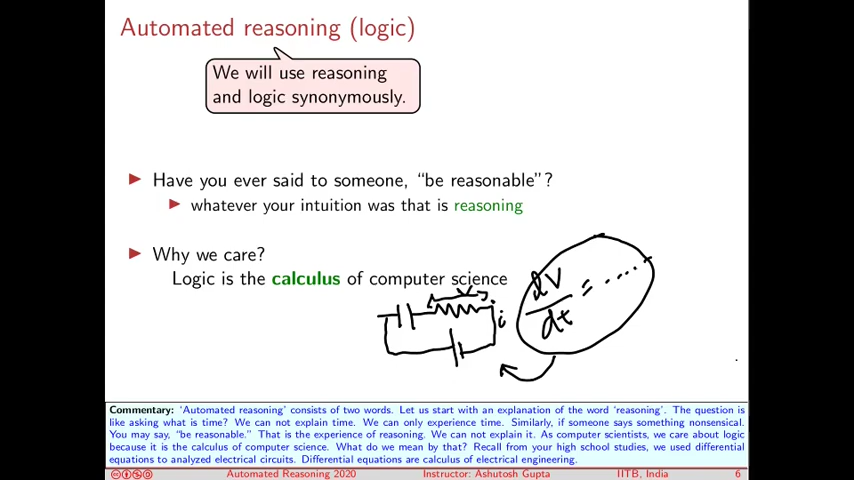 Automated reasoning (logic)
We will use reasoning
and logic synonymously.
Have you ever said to someone, “be reasonable”?
whatever your intuition was that is reasoning
Why we care?
Logic is the calculus of computer science
V
i
dV
dt
= .....
Commentary: ‘Automated reasoning’ consists of two words. Let us start with an explanation of the word ‘reasoning’. The question is
like asking what is time? We can not explain time. We can only experience time. Similarly, if someone says something nonsensical.
You may say, “be reasonable.” That is the experience of reasoning. We can not explain it. As computer scientists, we care about logic
because it is the calculus of computer science. What do we mean by that? Recall from your high school studies, we used differential
equations to analyzed electrical circuits. Differential equations are calculus of electrical engineering.
Automated Reasoning 2020 Instructor: Ashutosh Gupta IITB, India 6